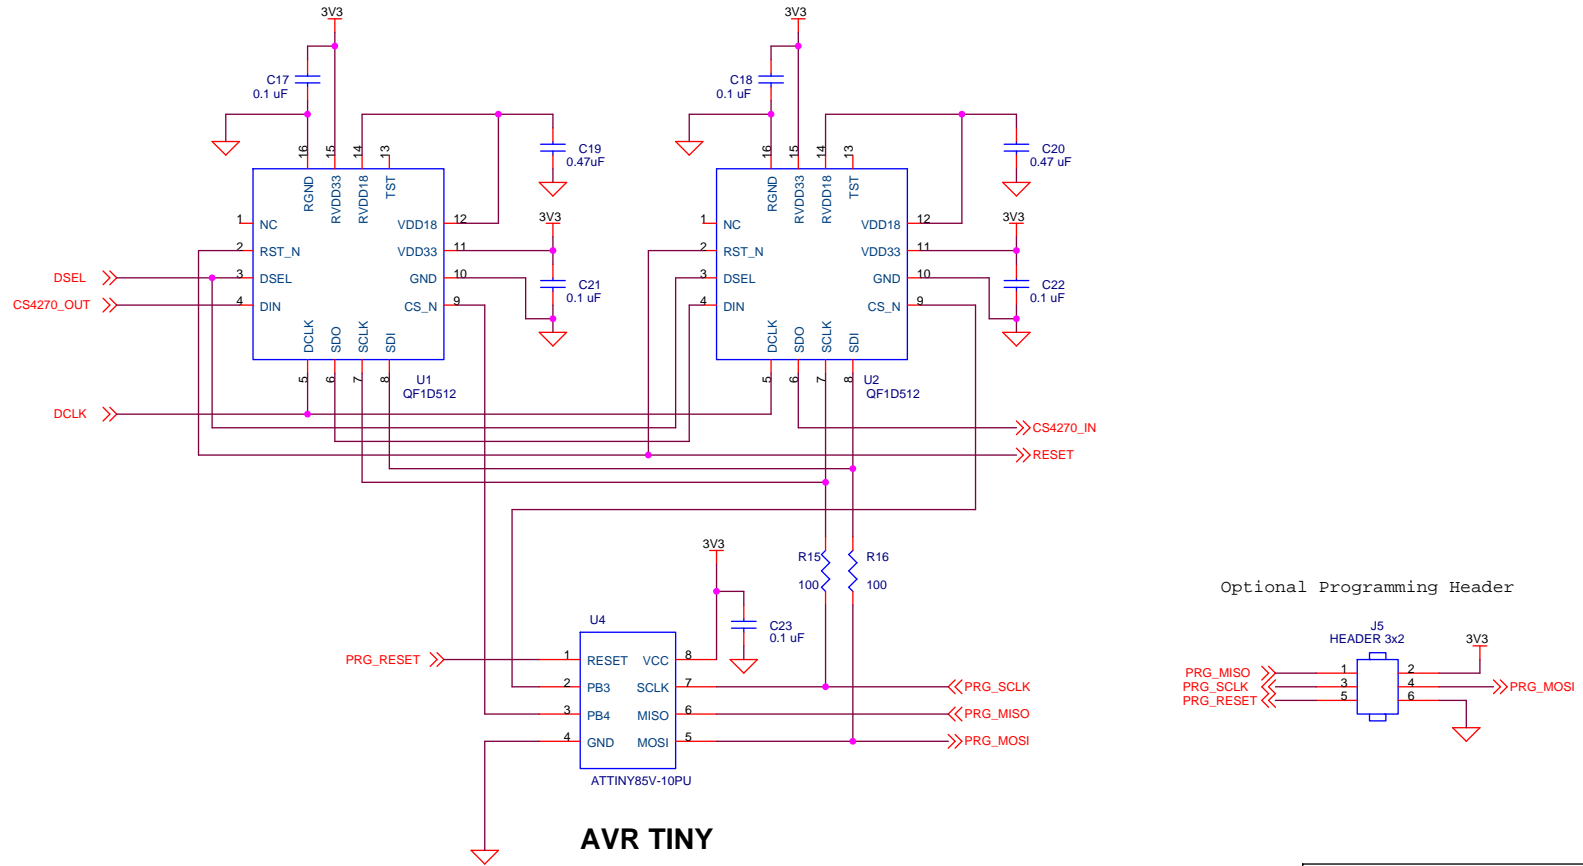 3V3
3V3
C17
0.1 uF
C18
0.1 uF
C19
0.47uF
C20
0.47 uF
16
15
14
13
16
15
14
13
RGND
RVDD33
RVDD18
TST
RGND
RVDD33
RVDD18
TST
1
NC
VDD18
12
3V3
1
NC
VDD18
12
3V3
2
RST_N
VDD33
11
2
RST_N
VDD33
11
DSEL
3
DSEL
GND
10
3
DSEL
GND
10
C21
0.1 uF
C22
0.1 uF
CS4270_OUT
4
DIN
CS_N
9
4
DIN
CS_N
9
DCLK
SDO
SCLK
SDI
DCLK
SDO
SCLK
SDI
5
6
7
8
U1
QF1D512
5
6
7
8
U2
QF1D512
DCLK
CS4270_IN
RESET
3V3
R15
100
R16
100
Optional Programming Header
U4
C23
0.1 uF
J5
HEADER 3x2
3V3
PRG_RESET
1
RESET
VCC
8
2
PB3
SCLK
7
PRG_SCLK
3
PB4
MISO
6
PRG_MISO
4
GND
MOSI
5
PRG_MOSI
PRG_MISO
1
2
PRG_SCLK
3
4
PRG_MOSI
PRG_RESET
5
6
ATTINY85V-10PU
AVR TINY